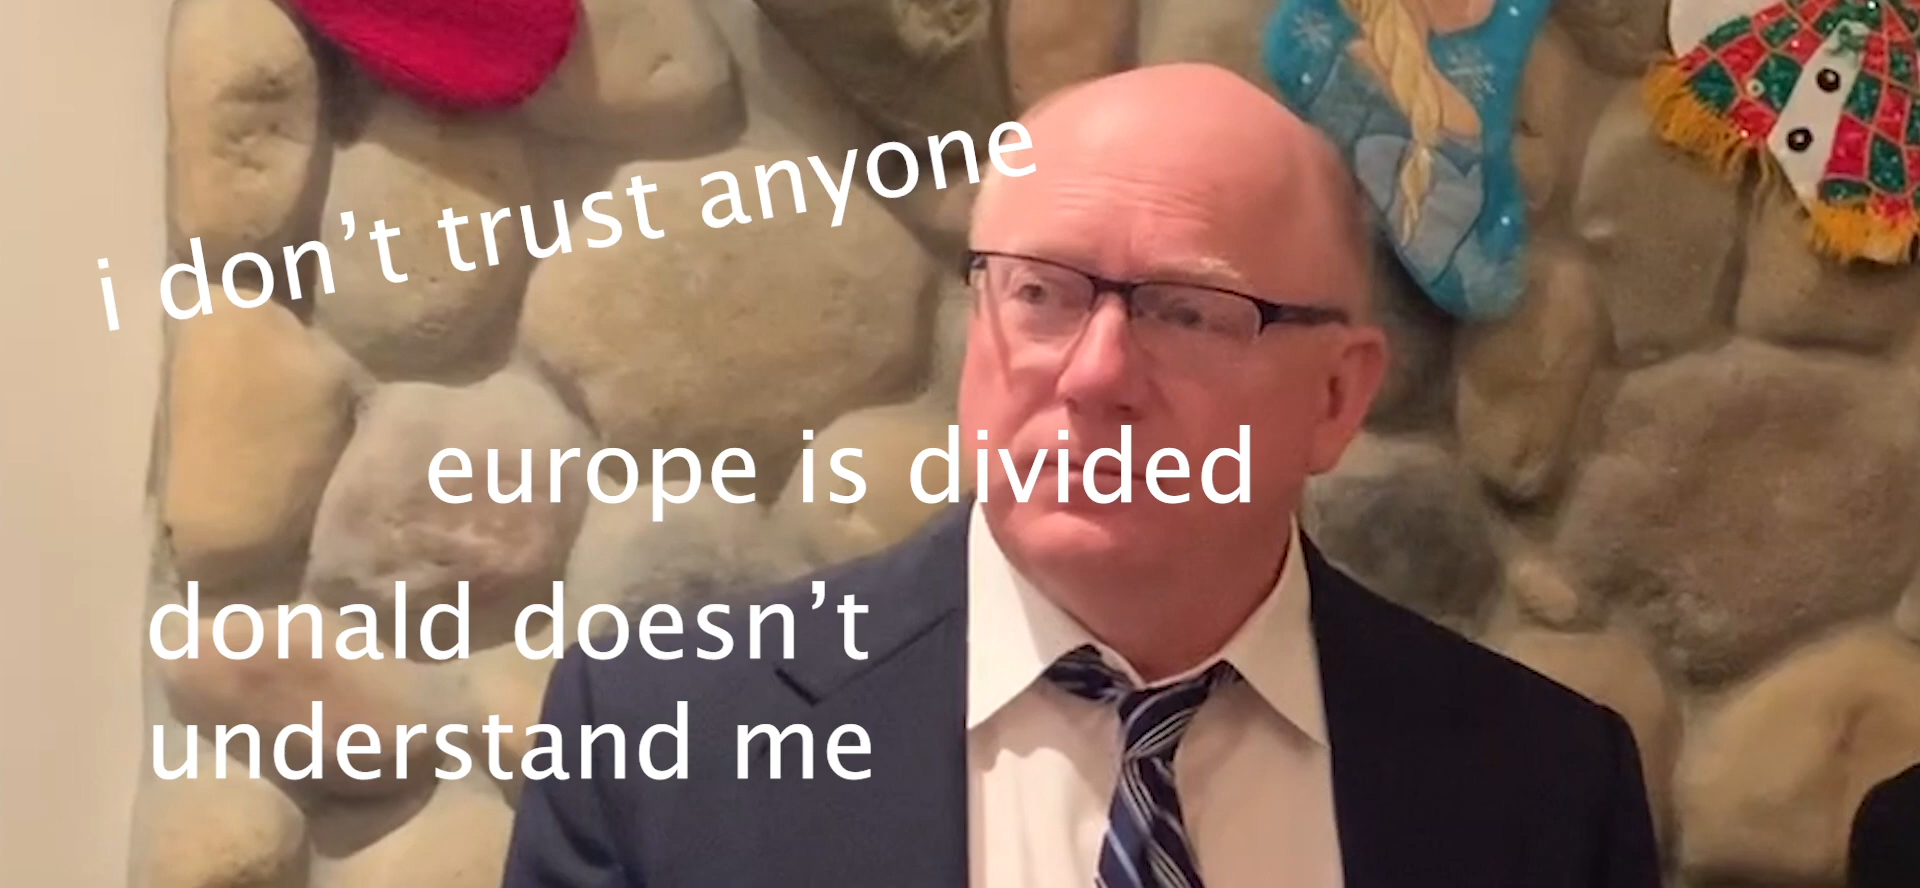 i don’t trust anyone
europe is divided
donald doesn’t
understand me